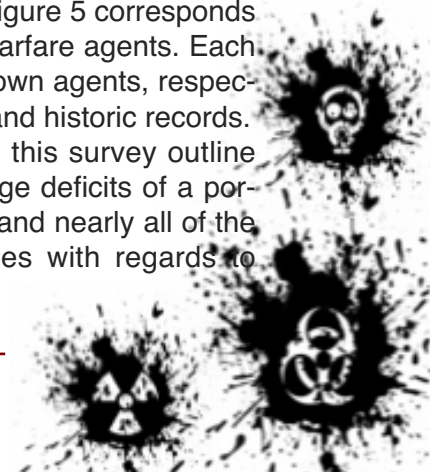 igure 5 corresponds
arfare agents. Each
own agents, respec-
and historic records.
this survey outline
ge deficits of a por-
and nearly all of the
es with regards to